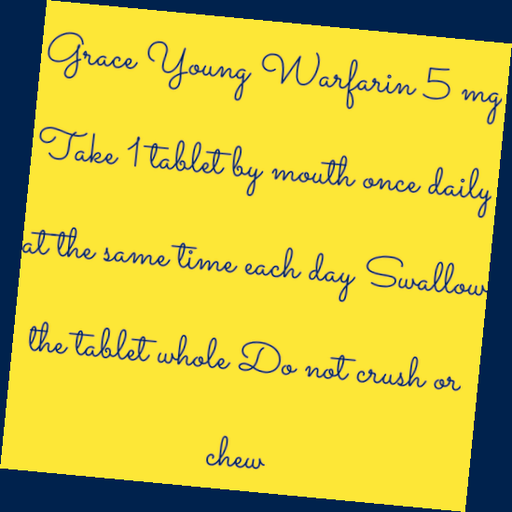 Grace Young Warfarin 5 mg
Take 1 tablet by mouth once daily
at the same time each day Swallow
the tablet whole Do not crush or
chew